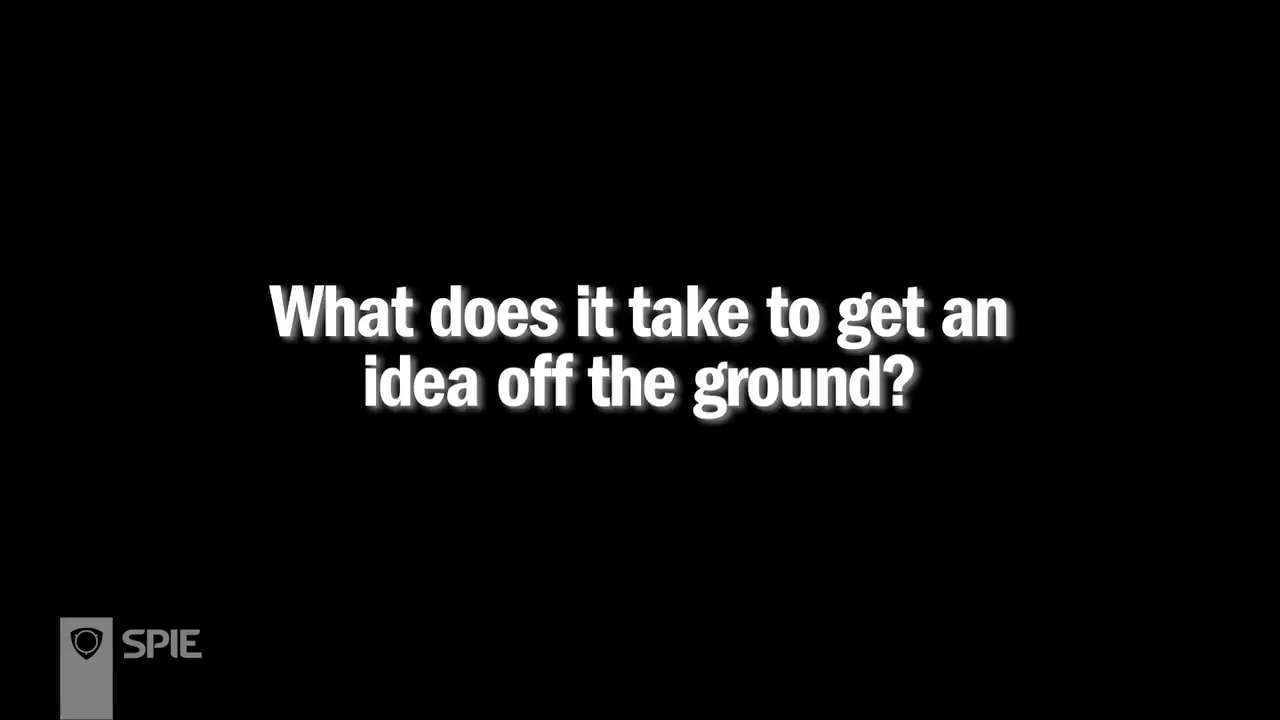 What does it take to get an
idea off the ground?
SPIE